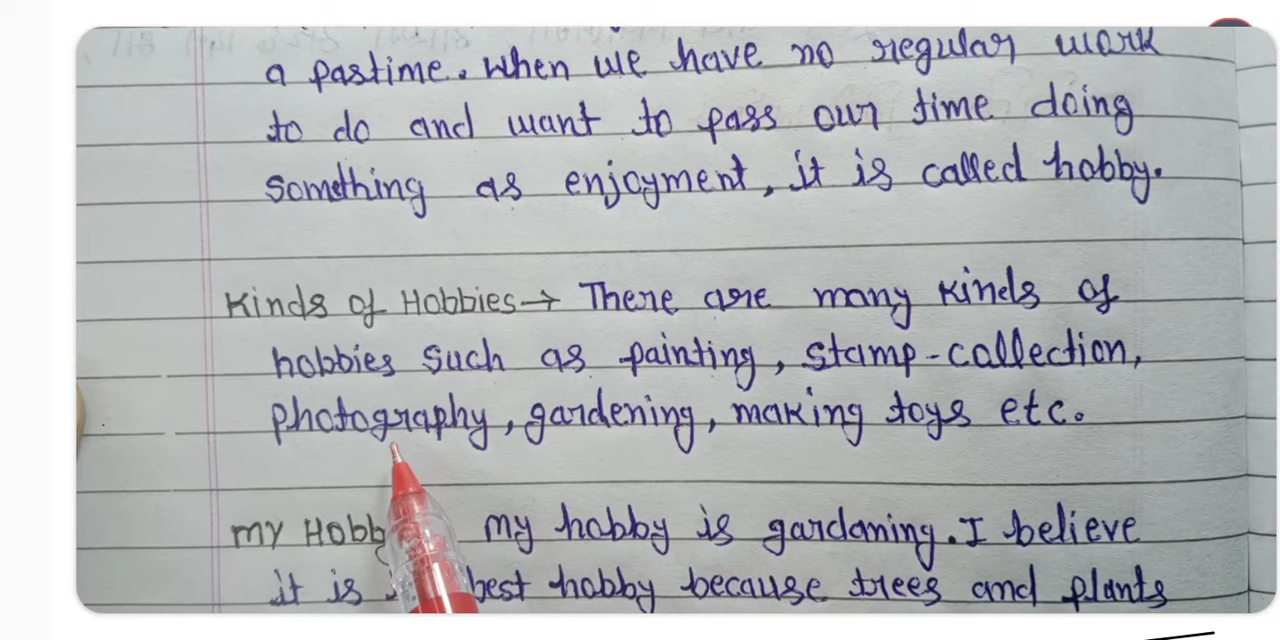 a pastime. when we have no regular work
to do and want to pass our time doing
something as enjoyment, it is called hobby.
Kinds of Hobbies→ There are many kinds of
hobbies such as painting, stamp-collection,
photography, gardening, making toys etc.
My Hobby my hobby is gardening. I believe
it is best hobby because trees and plants